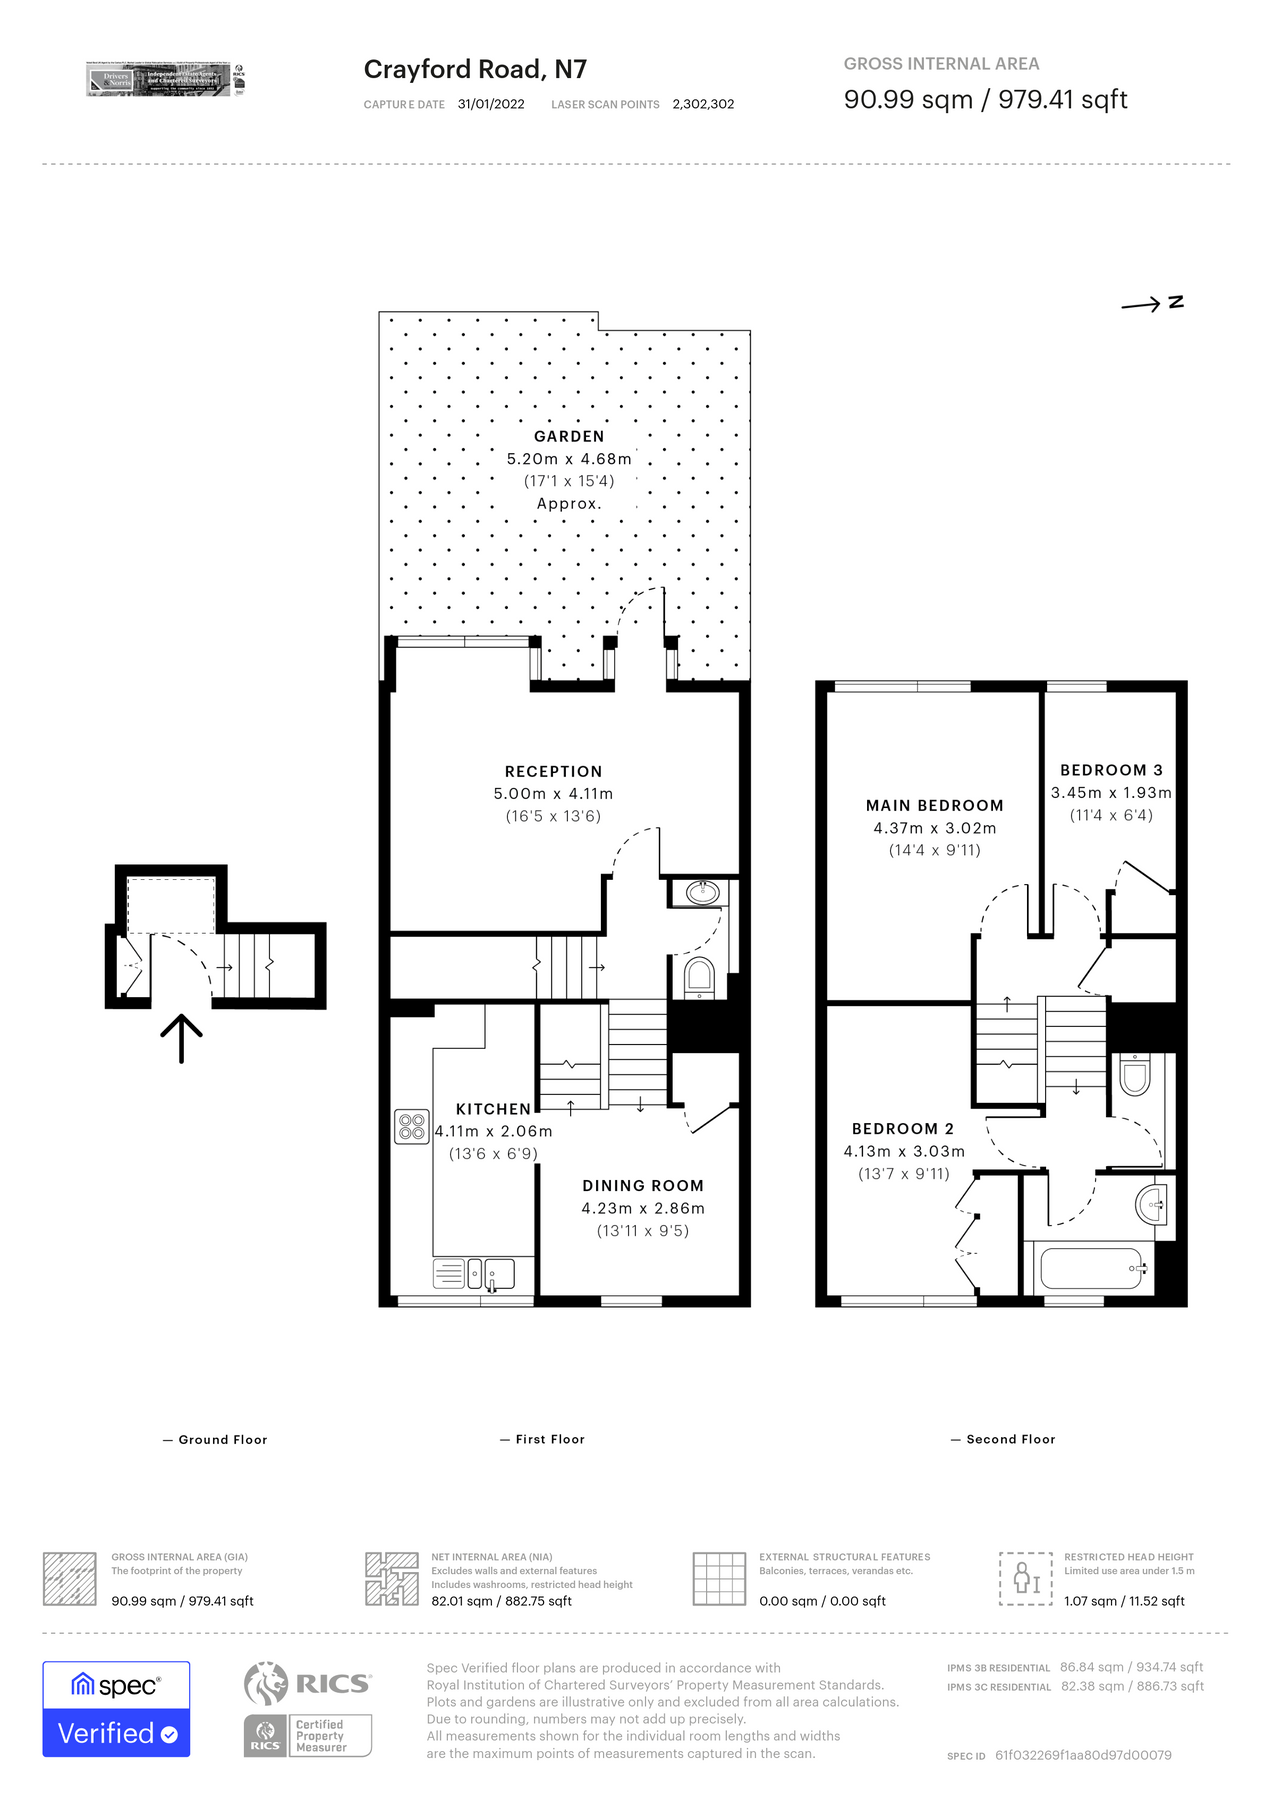 Drivers & Norris
Independent Estate Agents
and Chartered Surveyors
RICS
Crayford Road, N7
CAPTURE DATE 31/01/2022 LASER SCAN POINTS 2,302,302
GROSS INTERNAL AREA
90.99 sqm / 979.41 sqft
N
GARDEN
5.20m x 4.68m
(17'1 x 15'4)
Approx.
RECEPTION
5.00m x 4.11m
(16'5 x 13'6)
BEDROOM 3
3.45m x 1.93m
(11'4 x 6'4)
MAIN BEDROOM
4.37m x 3.02m
(14'4 x 9'11)
KITCHEN
4.11m x 2.06m
(13'6 x 6'9)
DINING ROOM
4.23m x 2.86m
(13'11 x 9'5)
BEDROOM 2
4.13m x 3.03m
(13'7 x 9'11)
— Ground Floor
— First Floor
— Second Floor
GROSS INTERNAL AREA (GIA)
The footprint of the property
90.99 sqm / 979.41 sqft
NET INTERNAL AREA (NIA)
Excludes walls and external features
Includes washrooms, restricted head height
82.01 sqm / 882.75 sqft
EXTERNAL STRUCTURAL FEATURES
Balconies, terraces, verandas etc.
0.00 sqm / 0.00 sqft
RESTRICTED HEAD HEIGHT
Limited use area under 1.5 m
1.07 sqm / 11.52 sqft
spec®
Verified
RICS®
RICS
Certified
Property
Measurer
Spec Verified floor plans are produced in accordance with
Royal Institution of Chartered Surveyors' Property Measurement Standards.
Plots and gardens are illustrative only and excluded from all area calculations.
Due to rounding, numbers may not add up precisely.
All measurements shown for the individual room lengths and widths
are the maximum points of measurements captured in the scan.
IPMS 3B RESIDENTIAL 86.84 sqm / 934.74 sqft
IPMS 3C RESIDENTIAL 82.38 sqm / 886.73 sqft
SPEC ID 61f032269f1aa80d97d00079